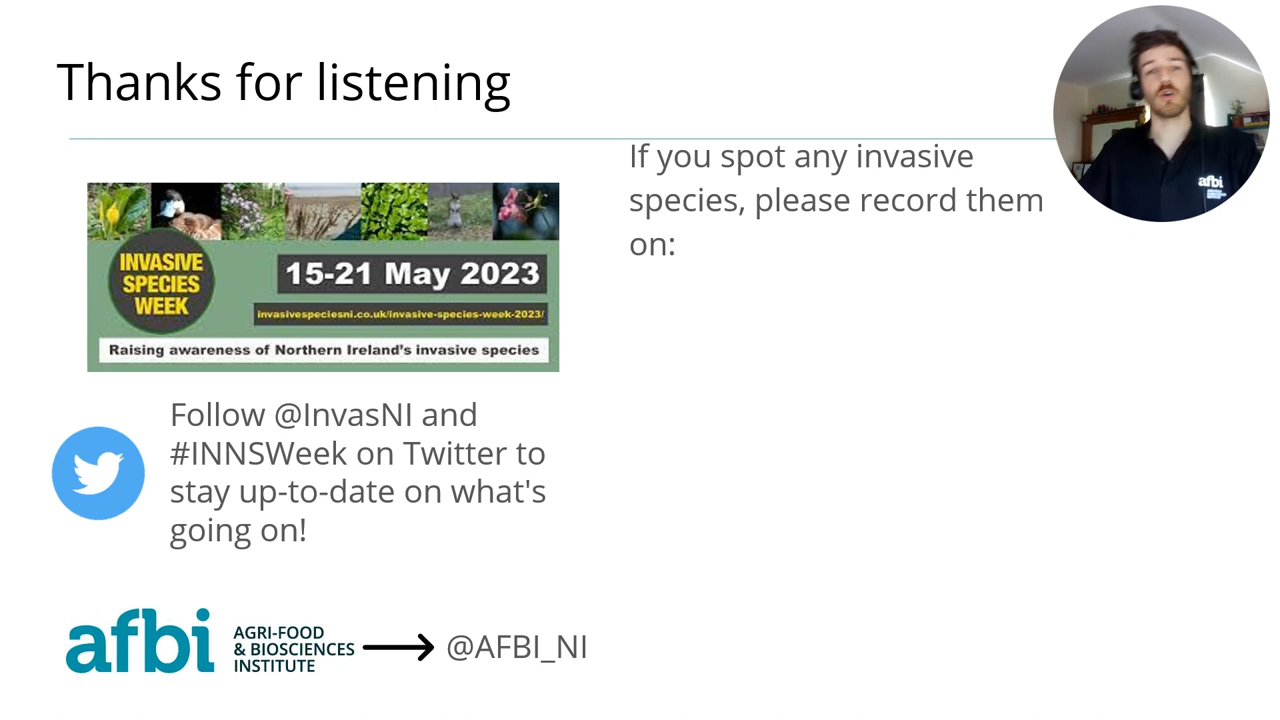 Thanks for listening
INVASIVE
SPECIES
WEEK
15-21 May 2023
invasivespeciesni.co.uk/invasive-species-week-2023/
Raising awareness of Northern Ireland's invasive species
Follow @InvasNI and
#INNSWeek on Twitter to
stay up-to-date on what's
going on!
afbi
AGRI-FOOD
& BIOSCIENCES
INSTITUTE
@AFBI_NI
If you spot any invasive
species, please record them
on:
afbi